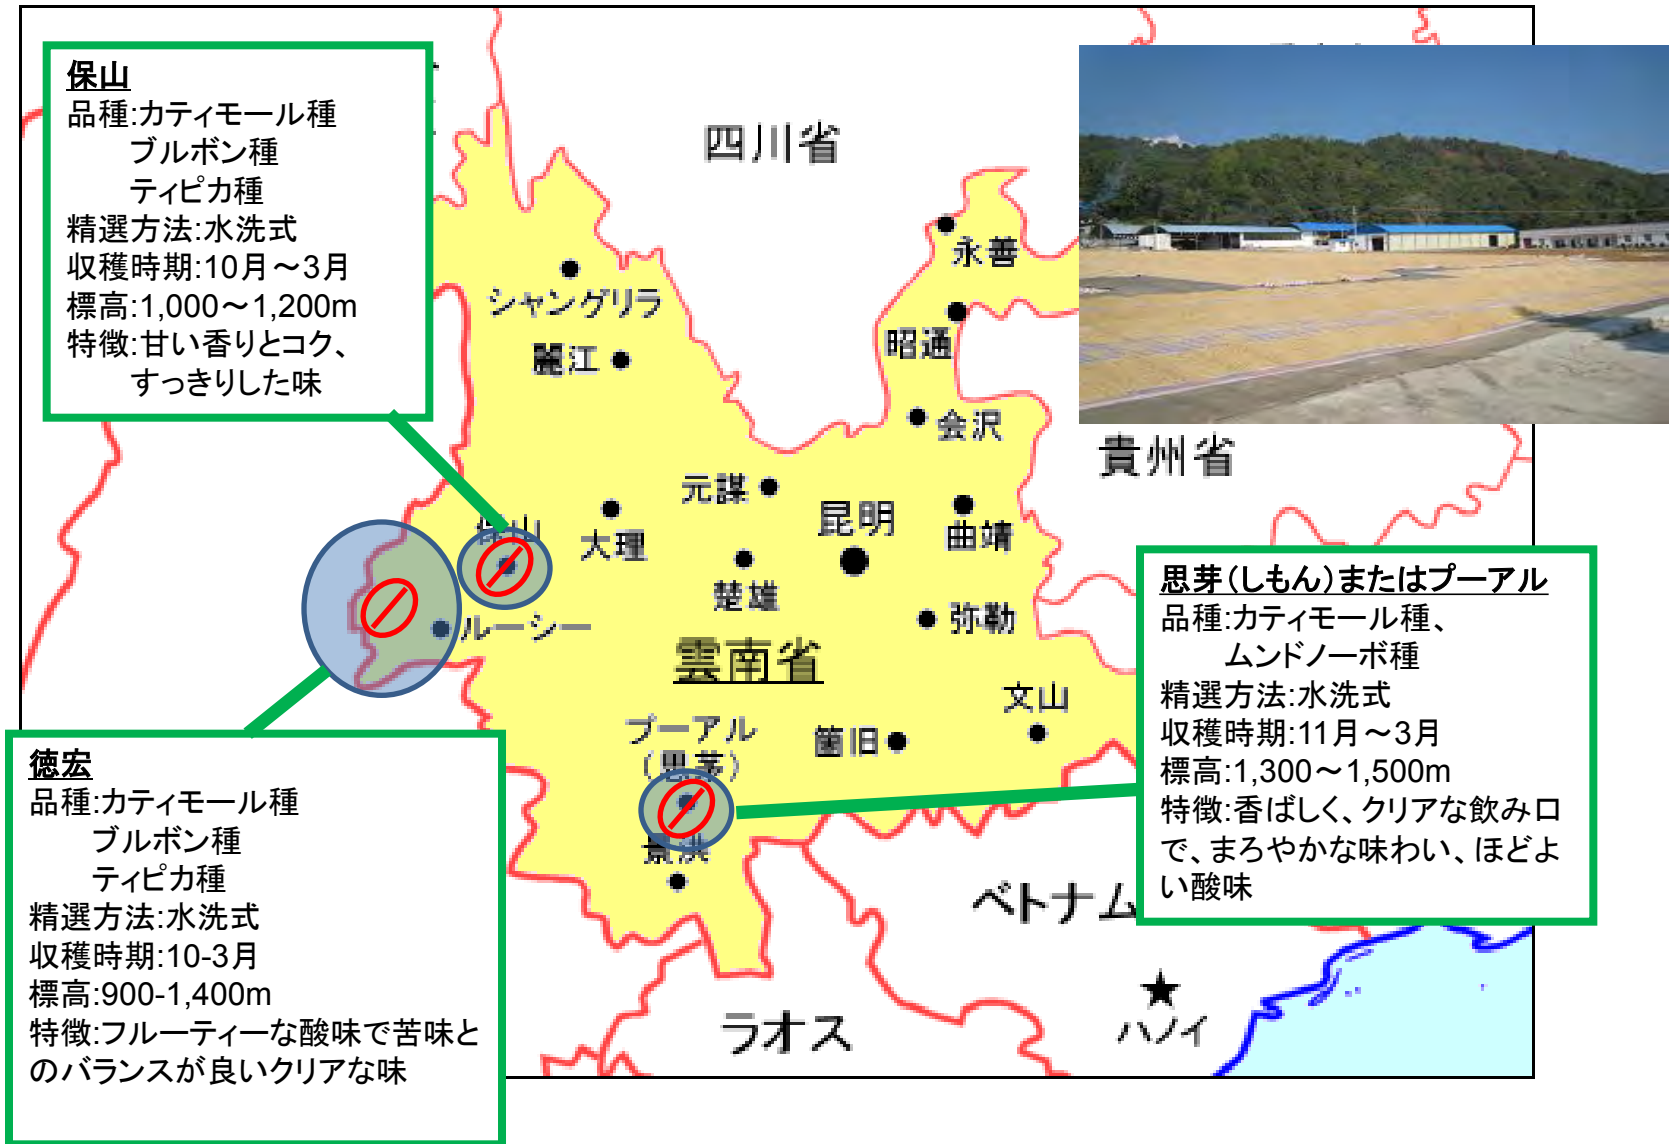 保山
品種:カティモール種
ブルボン種
ティピカ種
精選方法:水洗式
収穫時期:10月～3月
標高:1,000～1,200m
特徴:甘い香りとコク、
すっきりした味
四川省
永善
シャングリラ
昭通
麗江
会沢
貴州省
元謀
昆明
大理
曲靖
保山
楚雄
ルーシー
弥勒
雲南省
文山
プーアル
(思茅)
箇旧
景洪
ベトナム
ラオス
ハノイ
思芽(しもん)またはプーアル
品種:カティモール種、
ムンドノーボ種
精選方法:水洗式
収穫時期:11月～3月
標高:1,300～1,500m
特徴:香ばしく、クリアな飲み口
で、まろやかな味わい、ほどよ
い酸味
徳宏
品種:カティモール種
ブルボン種
ティピカ種
精選方法:水洗式
収穫時期:10-3月
標高:900-1,400m
特徴:フルーティーな酸味で苦味と
のバランスが良いクリアな味